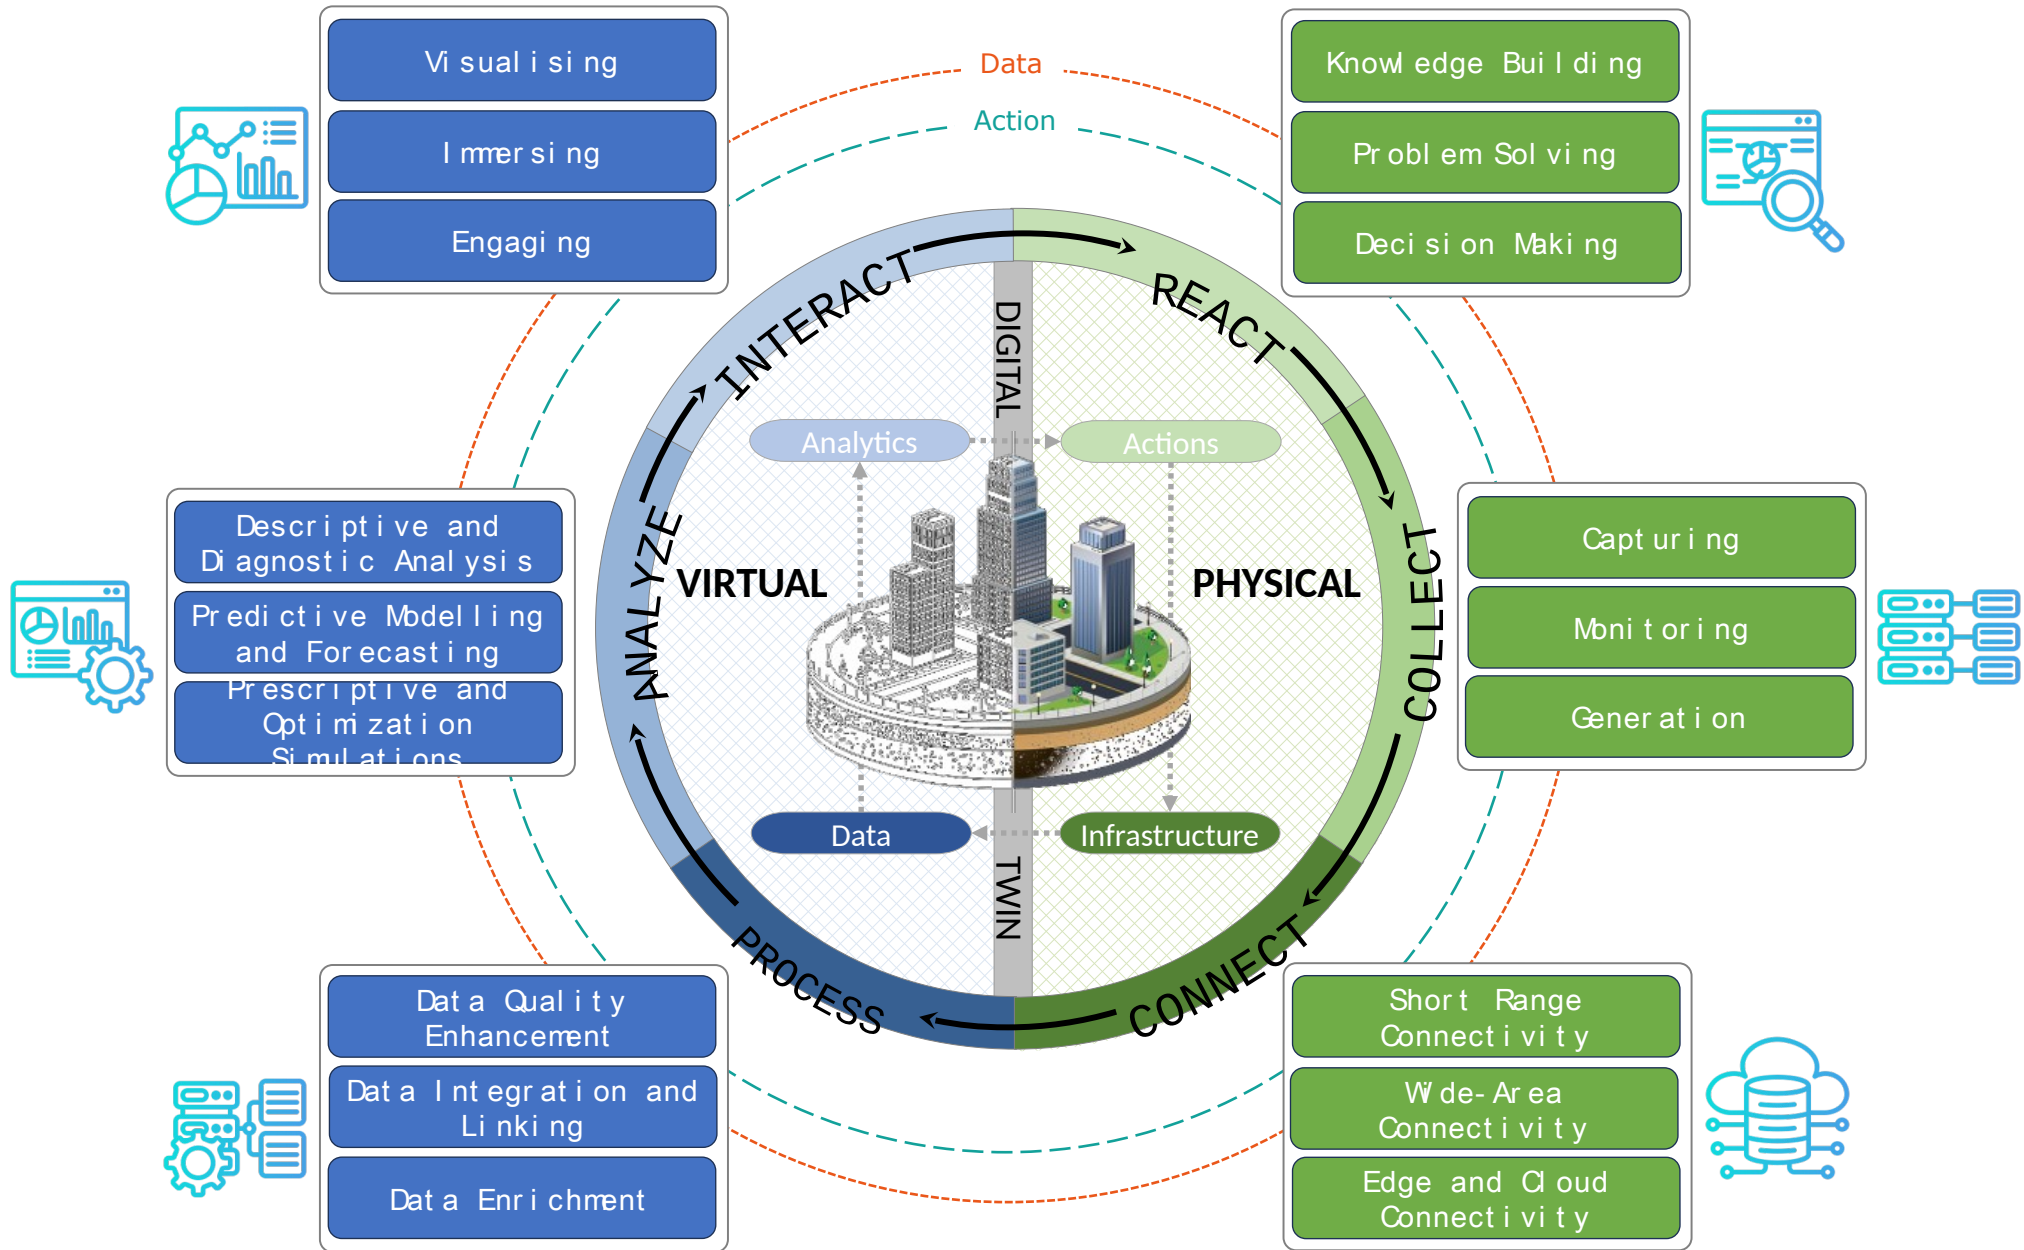 Visualising
Immersing
Engaging
Data
Action
Knowledge Building
Problem Solving
Decision Making
INTERACT
REACT
DIGITAL
Analytics
Actions
Descriptive and
Diagnostic Analysis
Predictive Modelling
and Forecasting
Prescriptive and
Optimization
Simulations
ANALYZE
VIRTUAL
PHYSICAL
COLLECT
Capturing
Monitoring
Generation
Data
Infrastructure
TWIN
PROCESS
CONNECT
Data Quality
Enhancement
Data Integration and
Linking
Data Enrichment
Short Range
Connectivity
Wide-Area
Connectivity
Edge and Cloud
Connectivity